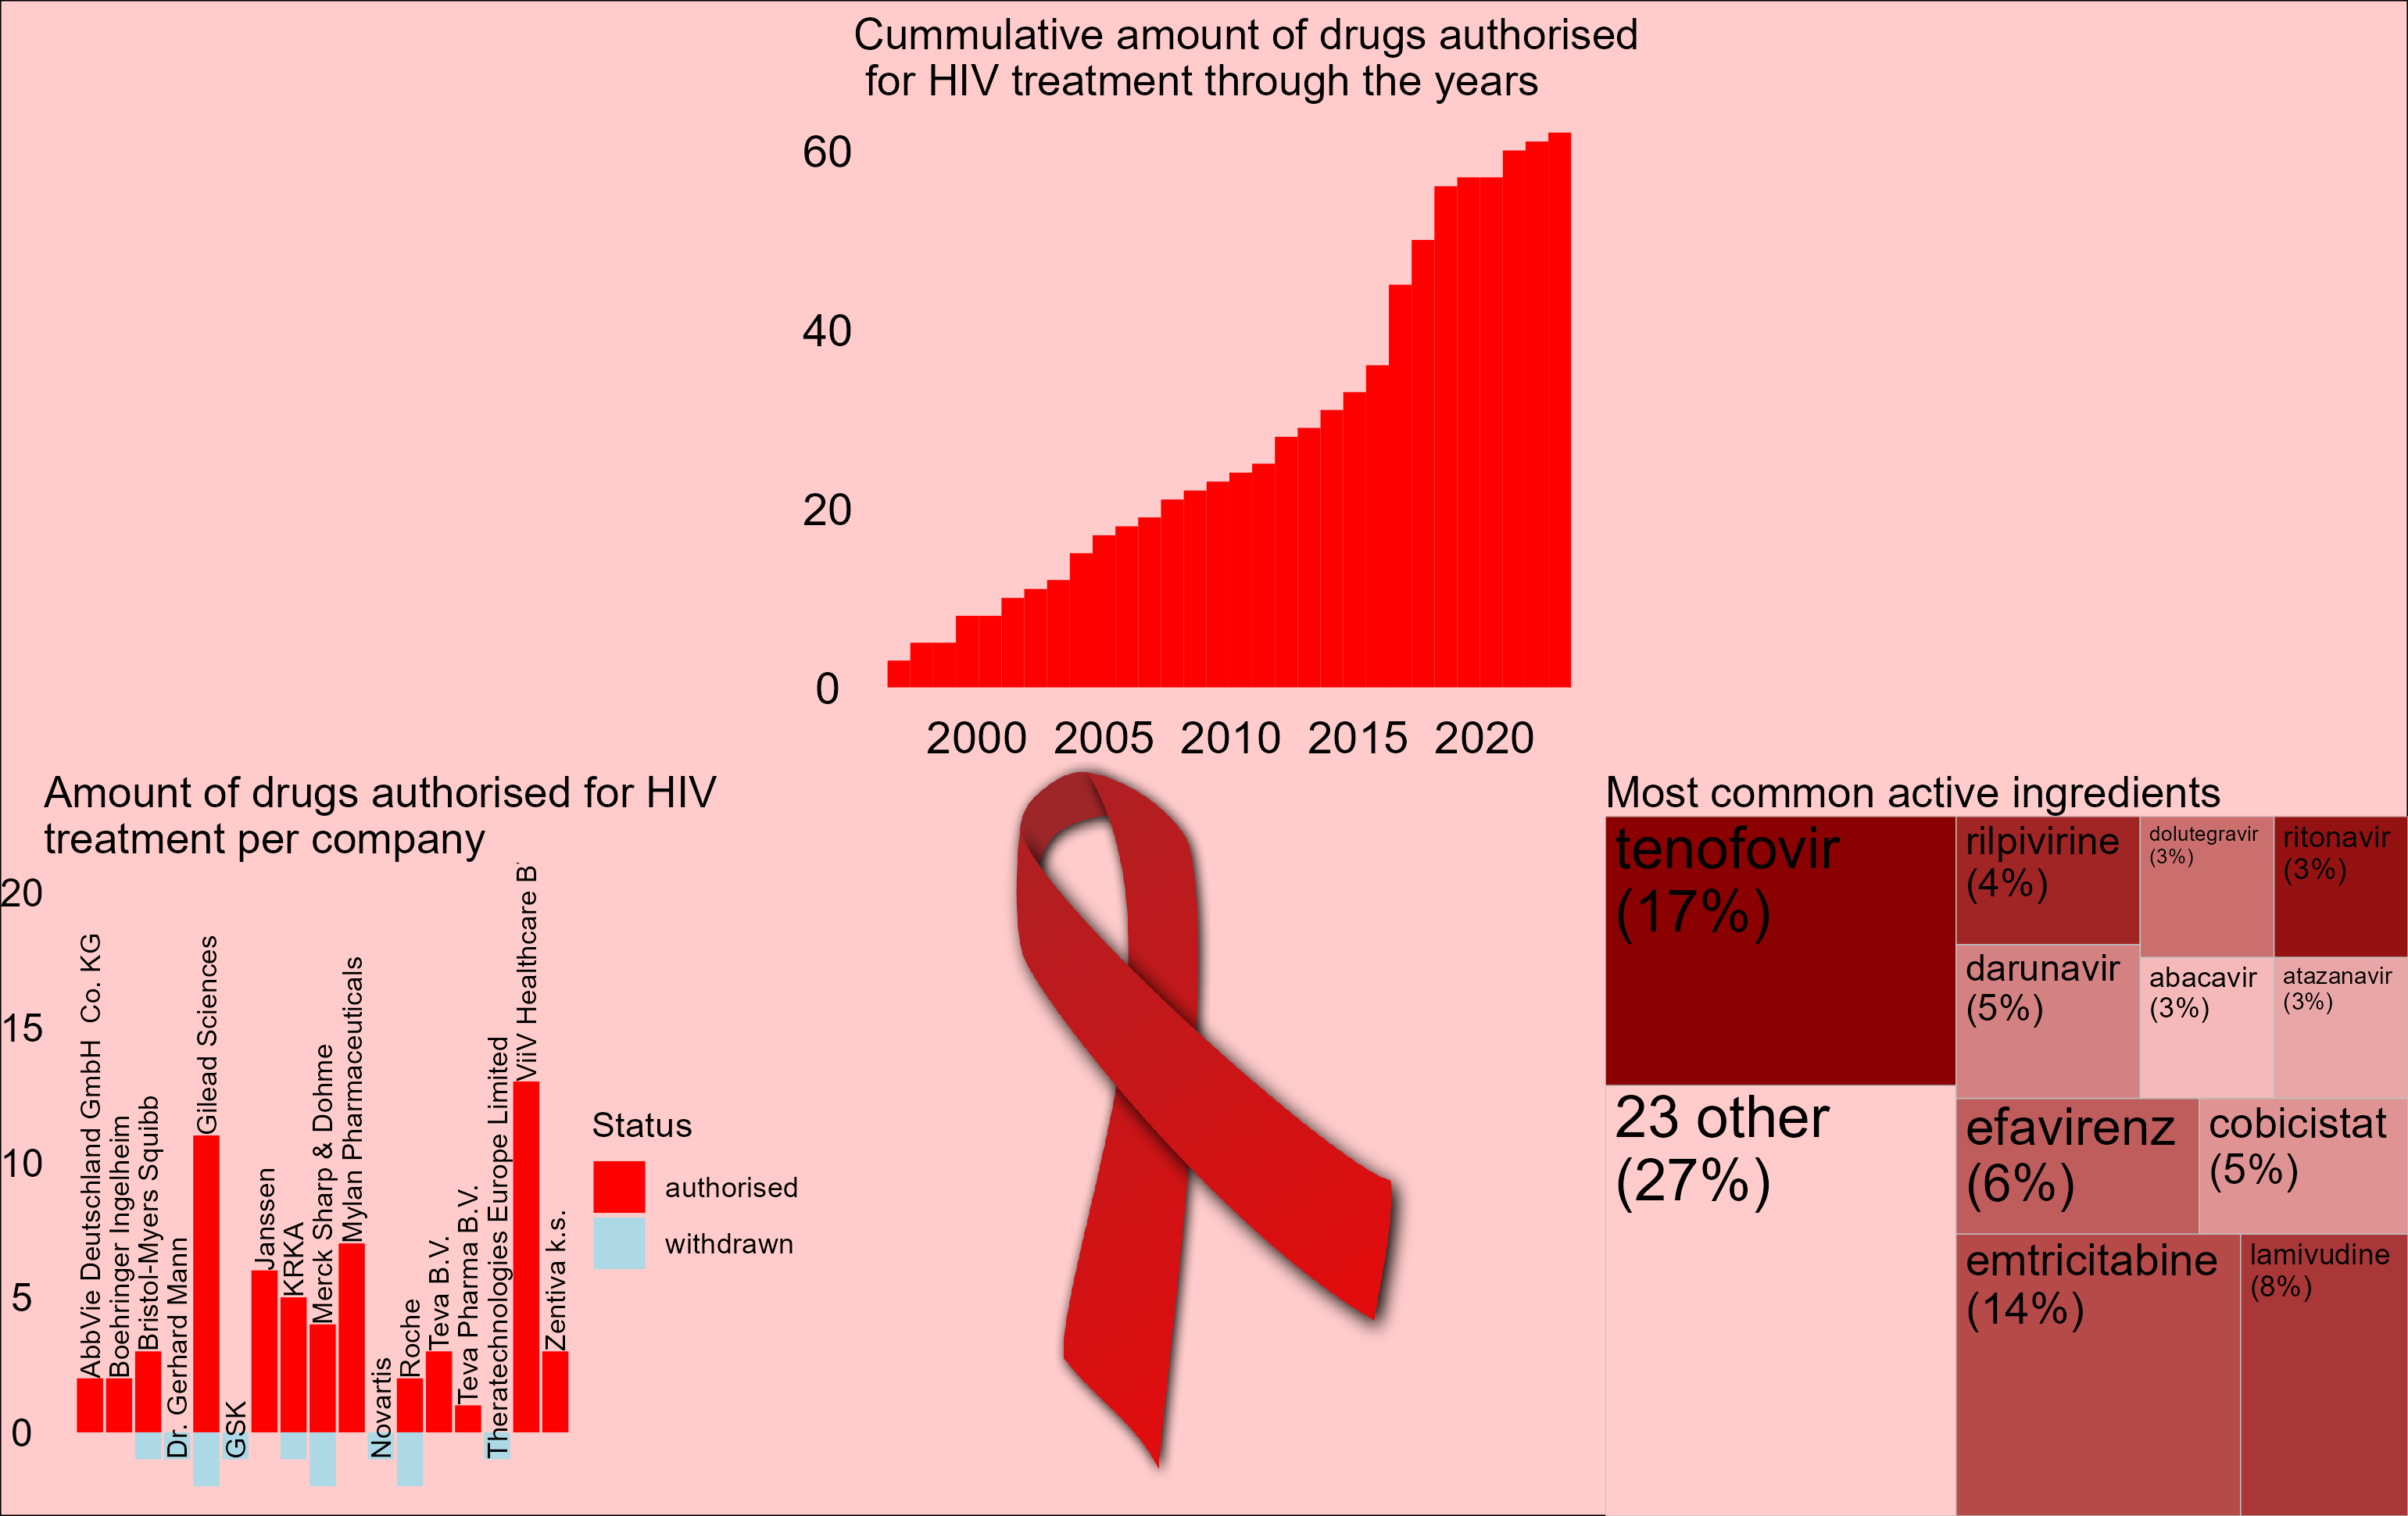 Cummulative amount of drugs authorised
for HIV treatment through the years
60
40
20
0
2000 2005 2010 2015 2020
Amount of drugs authorised for HIV
treatment per company
20
15
10
5
0
AbbVie Deutschland GmbH Co. KG
Boehringer Ingelheim
Bristol-Myers Squibb
Dr. Gerhard Mann
Gilead Sciences
GSK
Janssen
KRKA
Merck Sharp & Dohme
Mylan Pharmaceuticals
Novartis
Roche
Teva B.V.
Teva Pharma B.V.
Theratechnologies Europe Limited
ViiV Healthcare B
Zentiva k.s.
Status
authorised
withdrawn
Most common active ingredients
tenofovir
(17%)
23 other
(27%)
rilpivirine
(4%)
dolutegravir
(3%)
ritonavir
(3%)
darunavir
(5%)
abacavir
(3%)
atazanavir
(3%)
efavirenz
(6%)
cobicistat
(5%)
emtricitabine
(14%)
lamivudine
(8%)